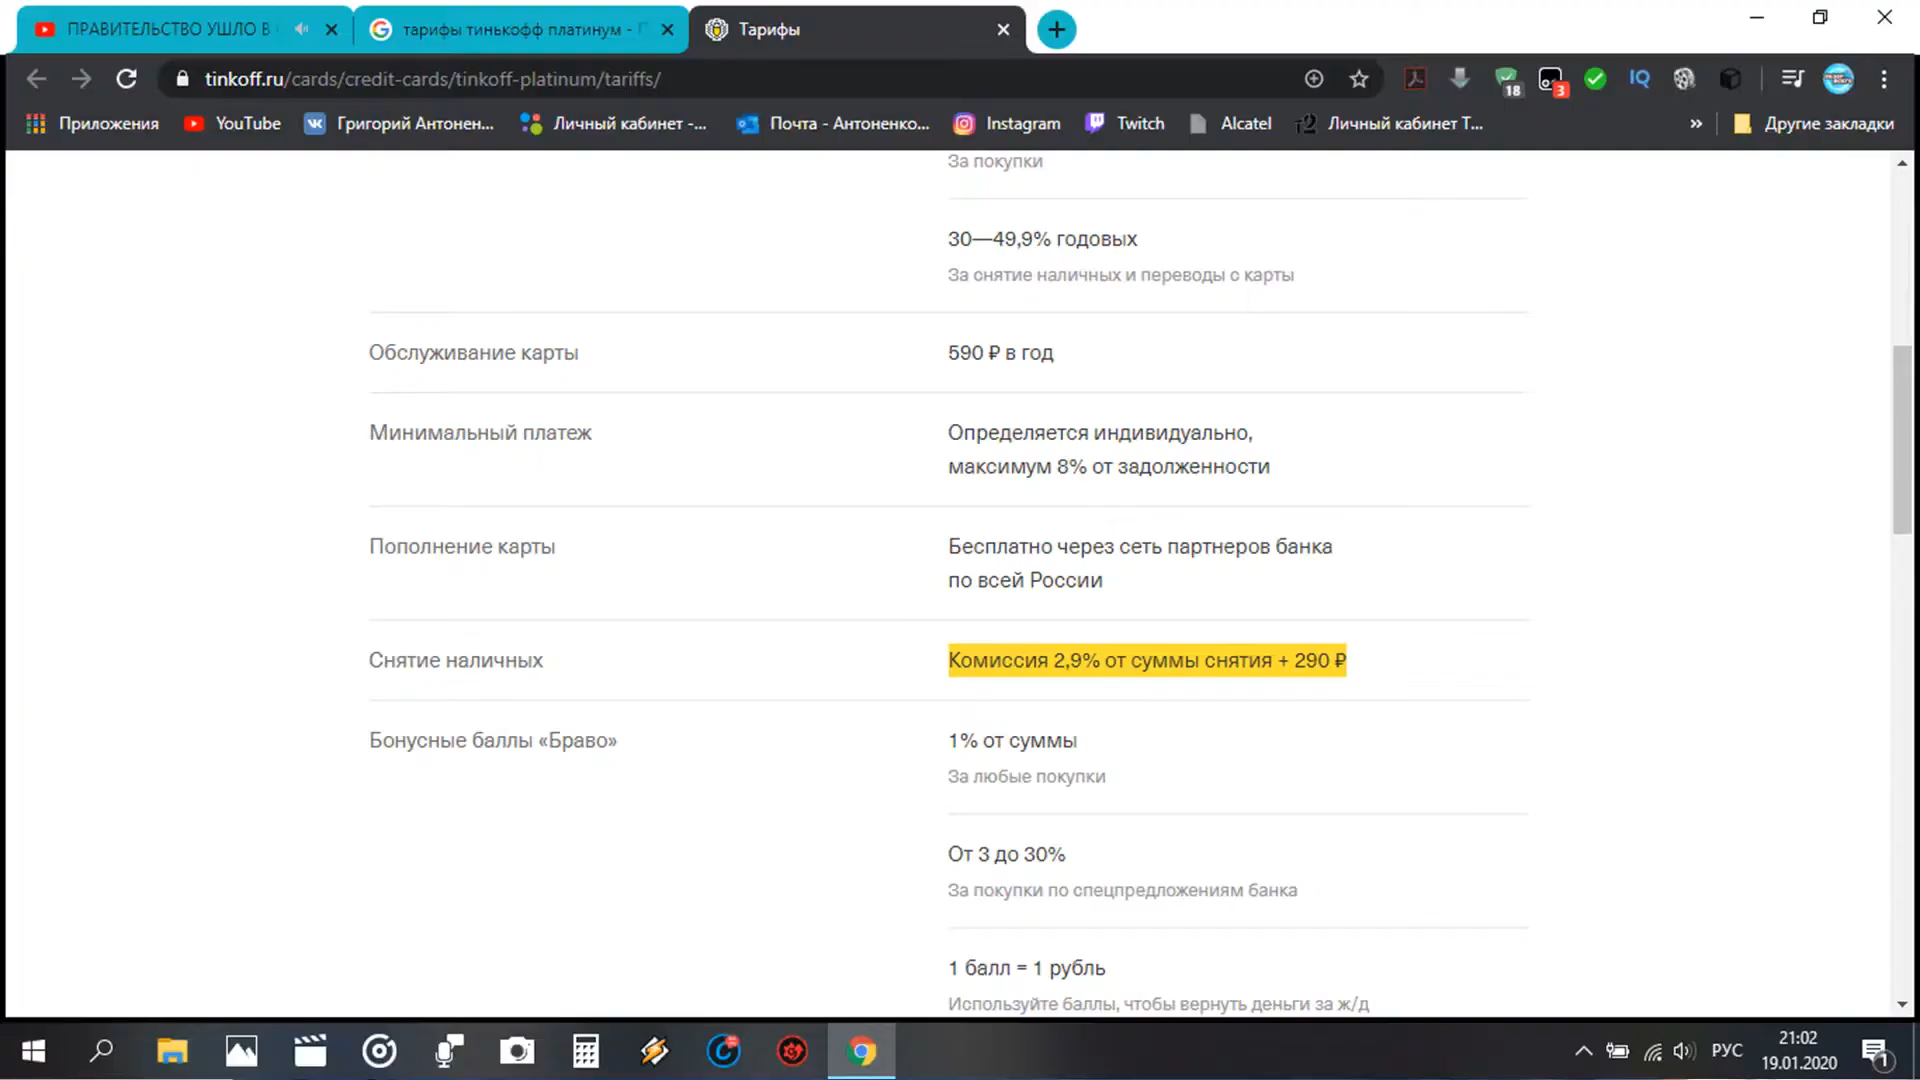 ПРАВИТЕЛЬСТВО УШЛО В
тарифы тинькофф платинум - П
Тарифы
tinkoff.ru/cards/credit-cards/tinkoff-platinum/tariffs/
18
3
IQ
Приложения
YouTube
Григорий Антонен...
Личный кабинет -...
Почта - Антоненко...
Instagram
Twitch
Alcatel
Личный кабинет Т...
»
Другие закладки
За покупки
30—49,9% годовых
За снятие наличных и переводы с карты
Обслуживание карты
590 ₽ в год
Минимальный платеж
Определяется индивидуально,
максимум 8% от задолженности
Пополнение карты
Бесплатно через сеть партнеров банка
по всей России
Снятие наличных
Комиссия 2,9% от суммы снятия + 290 ₽
Бонусные баллы «Браво»
1% от суммы
За любые покупки
От 3 до 30%
За покупки по спецпредложениям банка
1 балл = 1 рубль
Используйте баллы, чтобы вернуть деньги за ж/д
РУС
21:02
19.01.2020
1